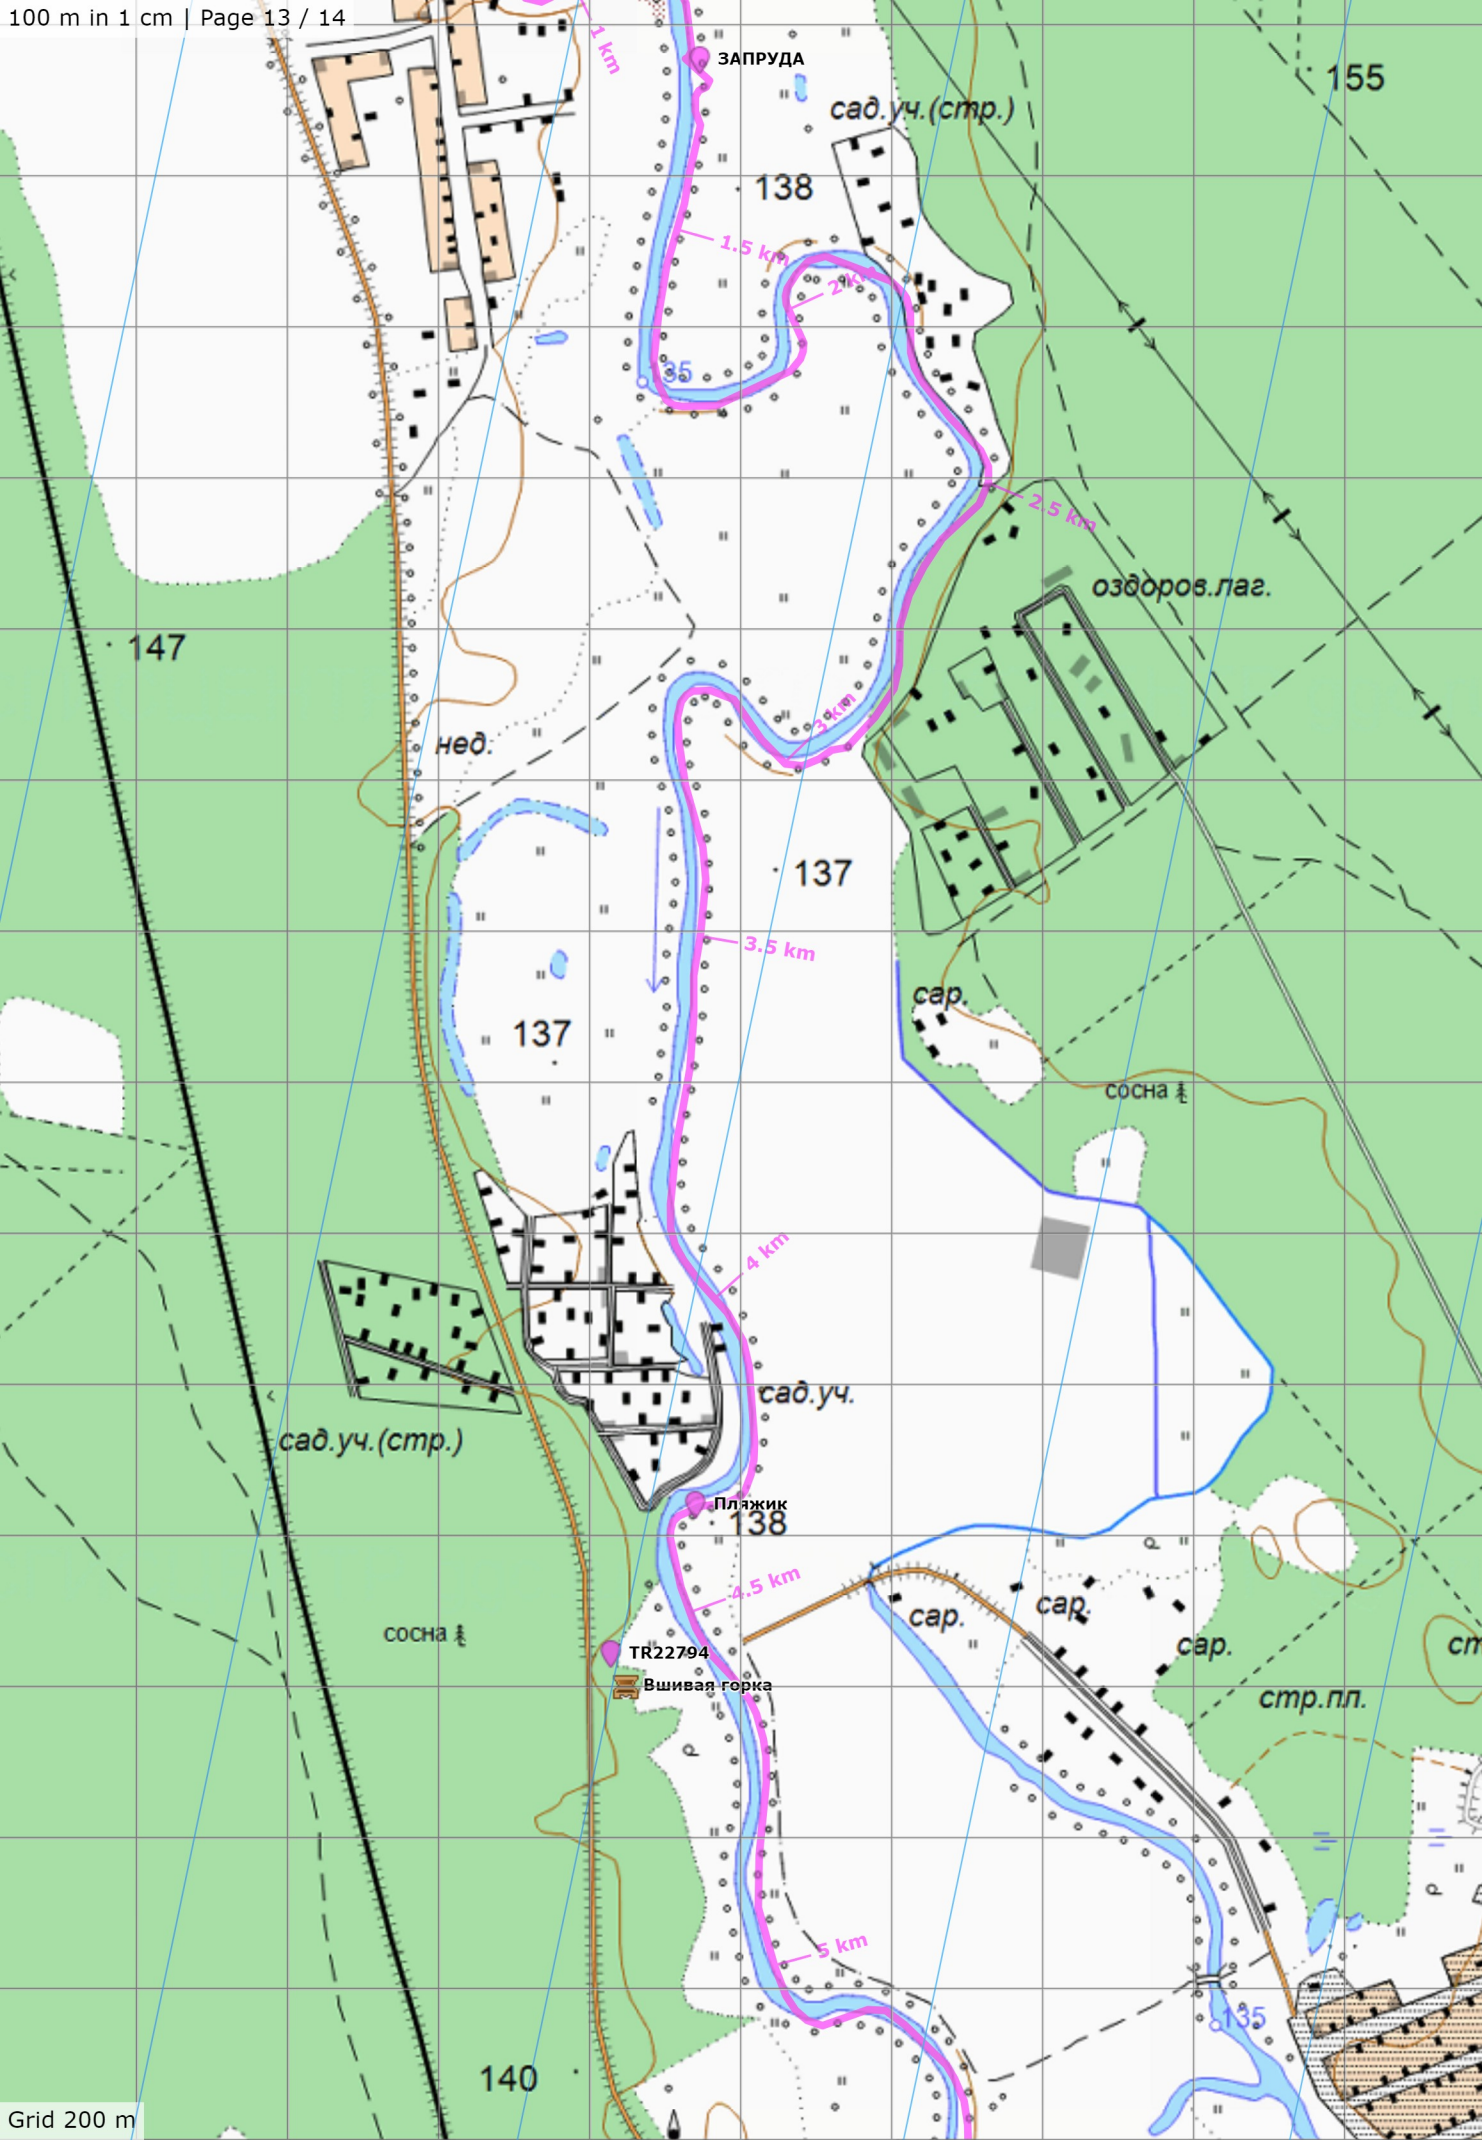 100 m in 1 cm | Page 13 / 14
1 km
ЗАПРУДА
155
сад.уч.(стр.)
138
1.5 km
2 km
135
2.5 km
оздоров.лаг.
147
3 km
нед.
137
3.5 km
сар.
137
сосна
4 km
сад.уч.
сад.уч.(стр.)
Пляжик
138
4.5 km
сар.
сар.
сосна
сар.
TR22794
Вшивая горка
стр.пл.
5 km
135
140
Grid 200 m